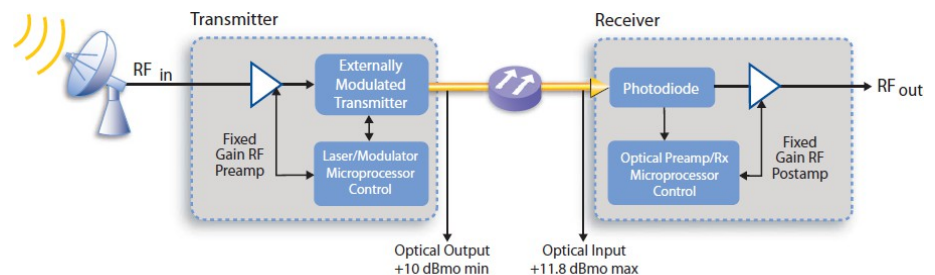 Transmitter
RF in
Externally
Modulated
Transmitter
Fixed
Gain RF
Preamp
Laser/Modulator
Microprocessor
Control
Optical Output
+10 dBmo min
Receiver
Photodiode
RF out
Optical Preamp/Rx
Microprocessor
Control
Fixed
Gain RF
Postamp
Optical Input
+11.8 dBmo max